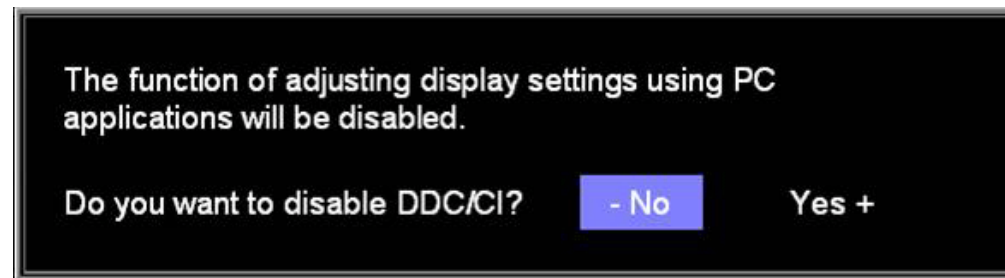 The function of adjusting display settings using PC
applications will be disabled.
Do you want to disable DDC/CI? - No Yes +